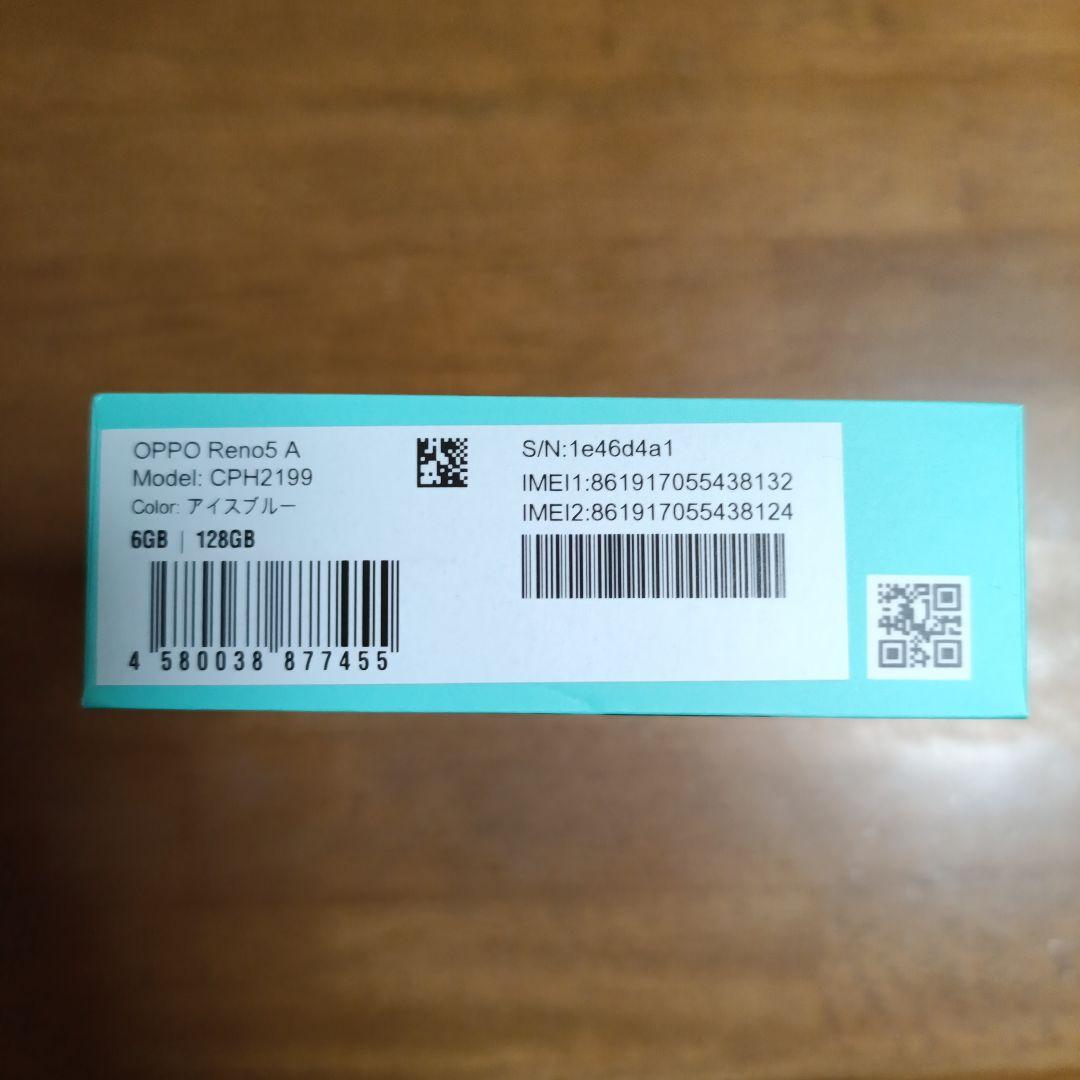 OPPO Reno5 A
Model: CPH2199
Color: アイスブルー
6GB | 128GB
4 580038 877455
S/N:1e46d4a1
IMEI1:861917055438132
IMEI2:861917055438124